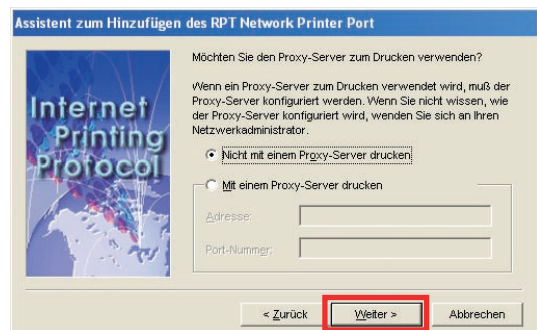 Assistent zum Hinzufügen des RPT Network Printer Port
Internet
Printing
Protocol
Möchten Sie den Proxy-Server zum Drucken verwenden?
Wenn ein Proxy-Server zum Drucken verwendet wird, muß der
Proxy-Server konfiguriert werden. Wenn Sie nicht wissen, wie
der Proxy-Server konfiguriert wird, wenden Sie sich an Ihren
Netzwerkadministrator.
Nicht mit einem Proxy-Server drucken
Mit einem Proxy-Server drucken
Adresse:
Port-Nummer:
< Zurück
Weiter >
Abbrechen